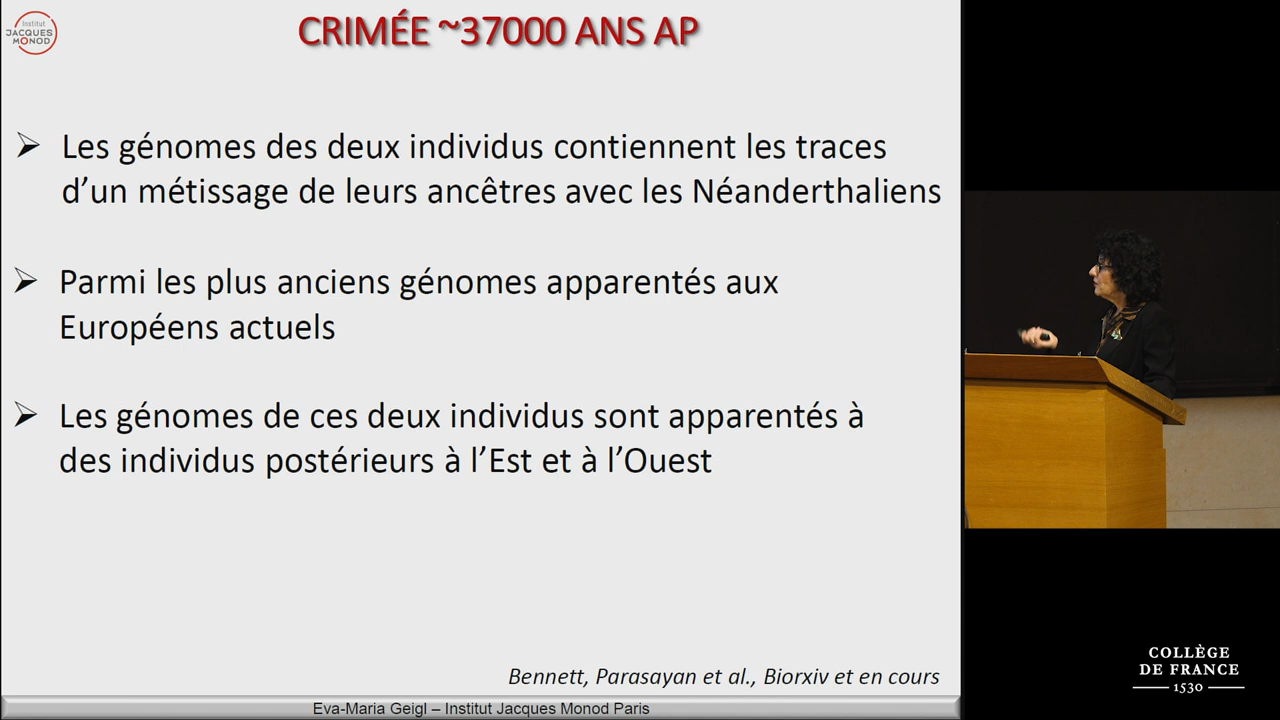 Institut
JACQUES
MONOD
CRIMÉE ~37000 ANS AP
➢ Les génomes des deux individus contiennent les traces
d’un métissage de leurs ancêtres avec les Néanderthaliens
➢ Parmi les plus anciens génomes apparentés aux
Européens actuels
➢ Les génomes de ces deux individus sont apparentés à
des individus postérieurs à l’Est et à l’Ouest
Bennett, Parasayan et al., Biorxiv et en cours
Eva-Maria Geigl – Institut Jacques Monod Paris
COLLÈGE
DE FRANCE
1530